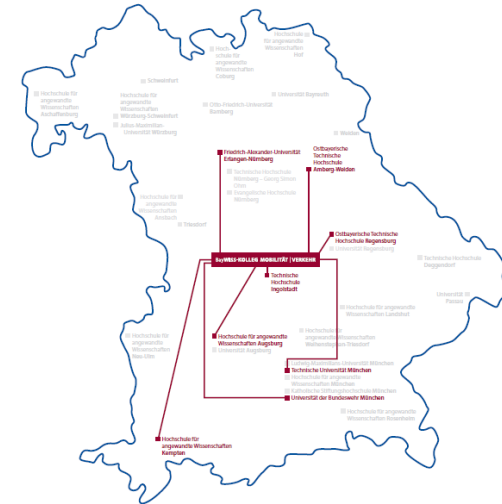 Hochschule
für angewandte
Wissenschaften
Hof
Hoch-
schule für
angewandte
Wissenschaften
Coburg
Schweinfurt
Hochschule für
angewandte
Wissenschaften
Aschaffenburg
Hochschule für
angewandte
Wissenschaften
Würzburg-Schweinfurt
Julius-Maximilian-
Universität Würzburg
Otto-Friedrich-Universität
Bamberg
Universität Bayreuth
Weiden
Friedrich-Alexander-Universität
Erlangen-Nürnberg
Ostbayerische
Technische
Hochschule
Amberg-Weiden
Technische Hochschule
Nürnberg – Georg Simon
Ohm
Evangelische Hochschule
Nürnberg
Hochschule für
angewandte
Wissenschaften
Ansbach
Triesdorf
Ostbayerische Technische
Hochschule Regensburg
Universität Regensburg
BayWISS-KOLLEG MOBILITÄT | VERKEHR
Technische Hochschule
Deggendorf
Technische
Hochschule
Ingolstadt
Universität
Passau
Hochschule für angewandte
Wissenschaften Landshut
Hochschule für
angewandte
Wissenschaften
Neu-Ulm
Hochschule für angewandte
Wissenschaften Augsburg
Universität Augsburg
Hochschule für
angewandte Wissenschaften
Weihenstephan-Triesdorf
Ludwig-Maximilians-Universität München
Technische Universität München
Hochschule für angewandte
Wissenschaften München
Katholische Stiftungshochschule München
Universität der Bundeswehr München
Hochschule für angewandte
Wissenschaften Rosenheim
Hochschule für
angewandte Wissenschaften
Kempten